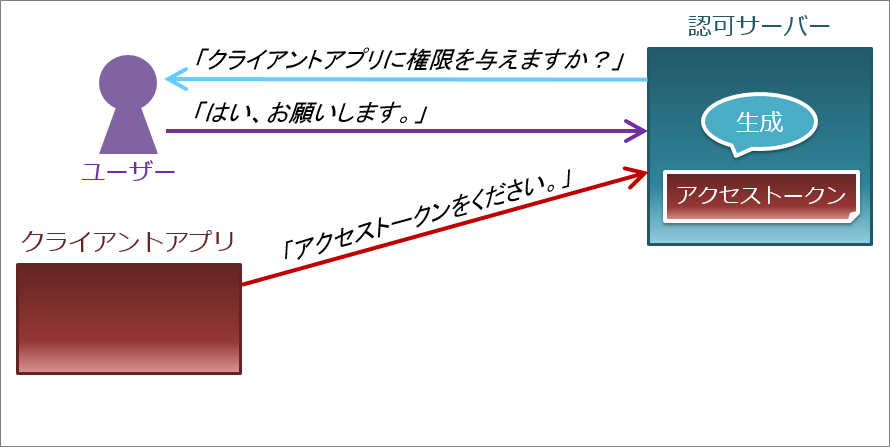 認可サーバー
「クライアントアプリに権限を与えますか？」
「はい、お願いします。」
生成
ユーザー
アクセストークン
「アクセストークンをください。」
クライアントアプリ